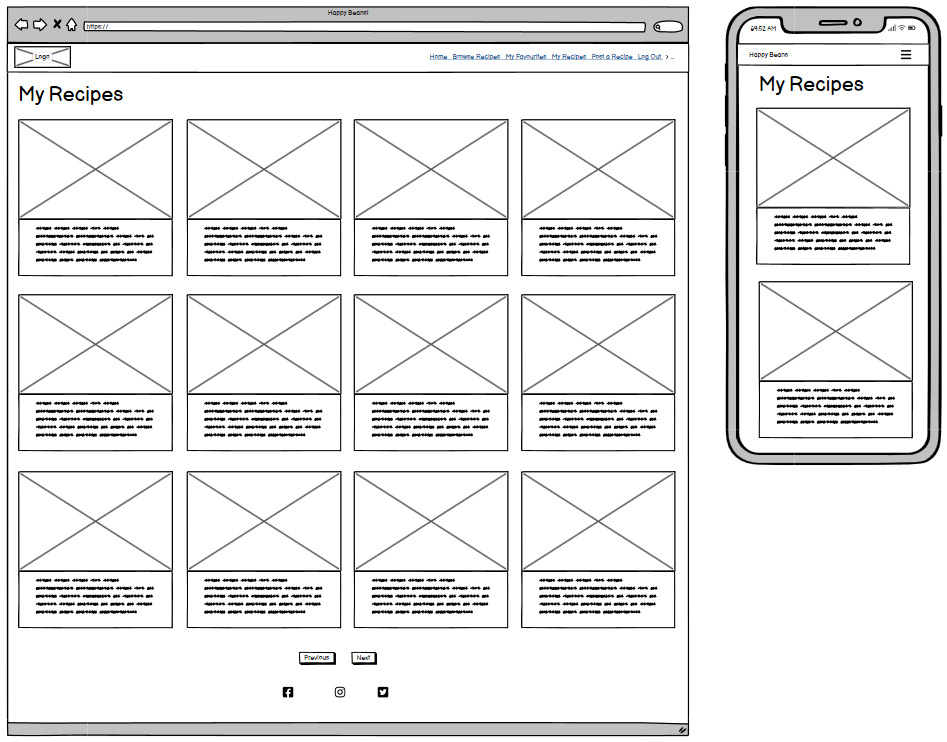 Happy Beans!
https://
Logo
Home Browse Recipes My Favourites My Recipes Post a Recipe Log Out > ...
My Recipes
Previous Next
09:52 AM
Happy Beans
My Recipes